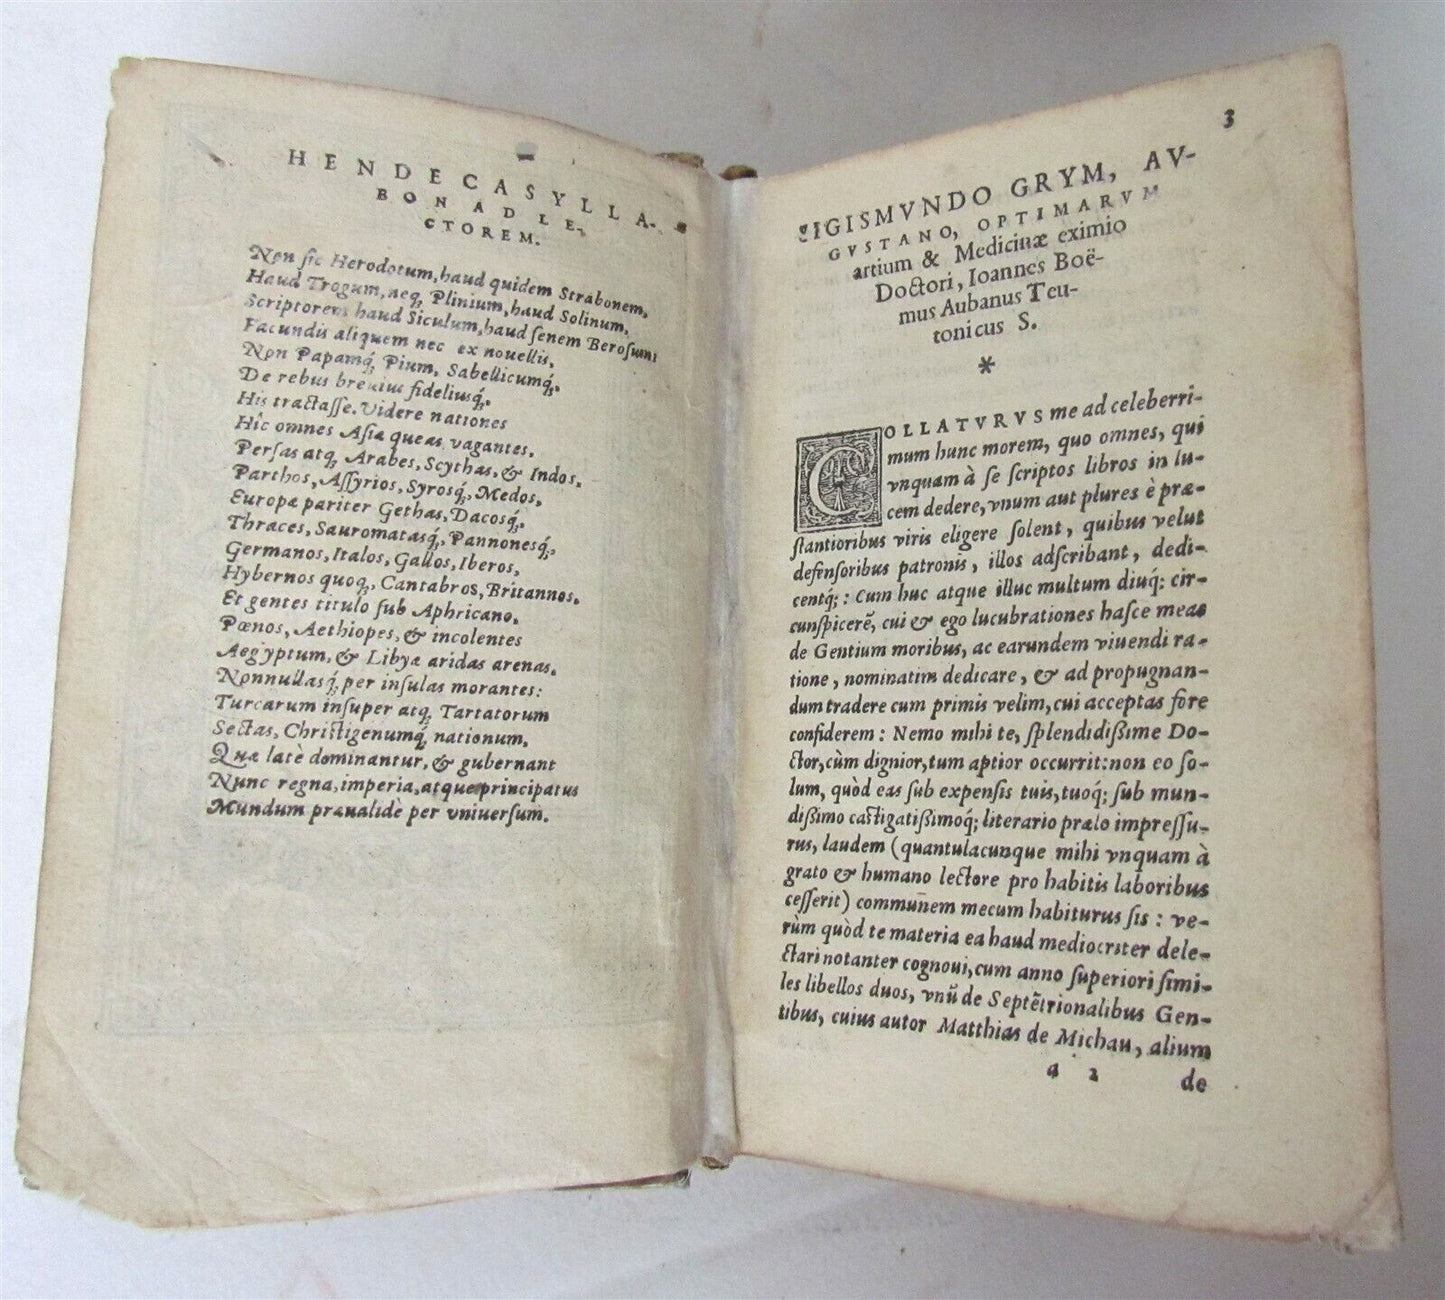 HENDECASYLLA-
BON AD LE-
CTOREM.
Non sic Herodotum, haud quidem Strabonem,
Haud Trogum, neq; Plinium, haud Solinum,
Scriptorem haud Siculum, haud senem Berosum:
Facundis aliquem nec ex nouellis,
Non Papamq́; Pium, Sabellicumq́;,
De rebus breuius fideliusq́;,
His tractasse. Videre nationes
Hîc omnes Asiæ queas vagantes,
Persas atq; Arabes, Scythas, & Indos,
Parthos, Assyrios, Syrosq́;, Medos,
Europæ pariter Gethas, Dacosq́;,
Thraces, Sauromatasq́;, Pannonesq́;,
Germanos, Italos, Gallos, Iberos,
Hybernos quoq;, Cantabros, Britannos,
Et gentes titulo sub Aphricano,
Pœnos, Aethiopes, & incolentes
Aegyptum, & Libyæ aridas arenas,
Nonnullasq́; per insulas morantes:
Turcarum insuper atq; Tartatorum
Sectas, Christigenumq́; nationum,
Quæ latè dominantur, & gubernant
Nunc regna, imperia, atque principatus
Mundum præualidè per vniuersum.
3
SIGISMVNDO GRYM, AV-
GVSTANO, OPTIMARVM
artium & Medicinæ eximio
Doctori, Ioannes Boë-
mus Aubanus Teu-
tonicus S.
*
COLLATVRVS me ad celeberri-
mum hunc morem, quo omnes, qui
vnquam à se scriptos libros in lu-
cem dedere, vnum aut plures è præ-
stantioribus viris eligere solent, quibus velut
defensoribus patronis, illos adscribant, dedi-
centq́;: Cum huc atque illuc multum diuq́; cir-
cunspicerẽ, cui & ego lucubrationes hasce meas
de Gentium moribus, ac earundem viuendi ra-
tione, nominatim dedicare, & ad propugnan-
dum tradere cum primis velim, cui acceptas fore
confiderem: Nemo mihi te, splendidißime Do-
ctor, cùm dignior, tum aptior occurrit: non eo so-
lum, quòd eas sub expensis tuis, tuoq́; sub mun-
dißimo castigatißimoq́; literario prælo impressu-
rus, laudem (quantulacunque mihi vnquam à
grato & humano lectore pro habitis laboribus
cesserit) communem mecum habiturus sis: ve-
rùm quòd te materia ea haud mediocriter dele-
ctari notanter cognoui, cum anno superiori simi-
les libellos duos, vnũ de Septẽtrionalibus Gen-
tibus, cuius autor Matthias de Michau, alium
a 2 de